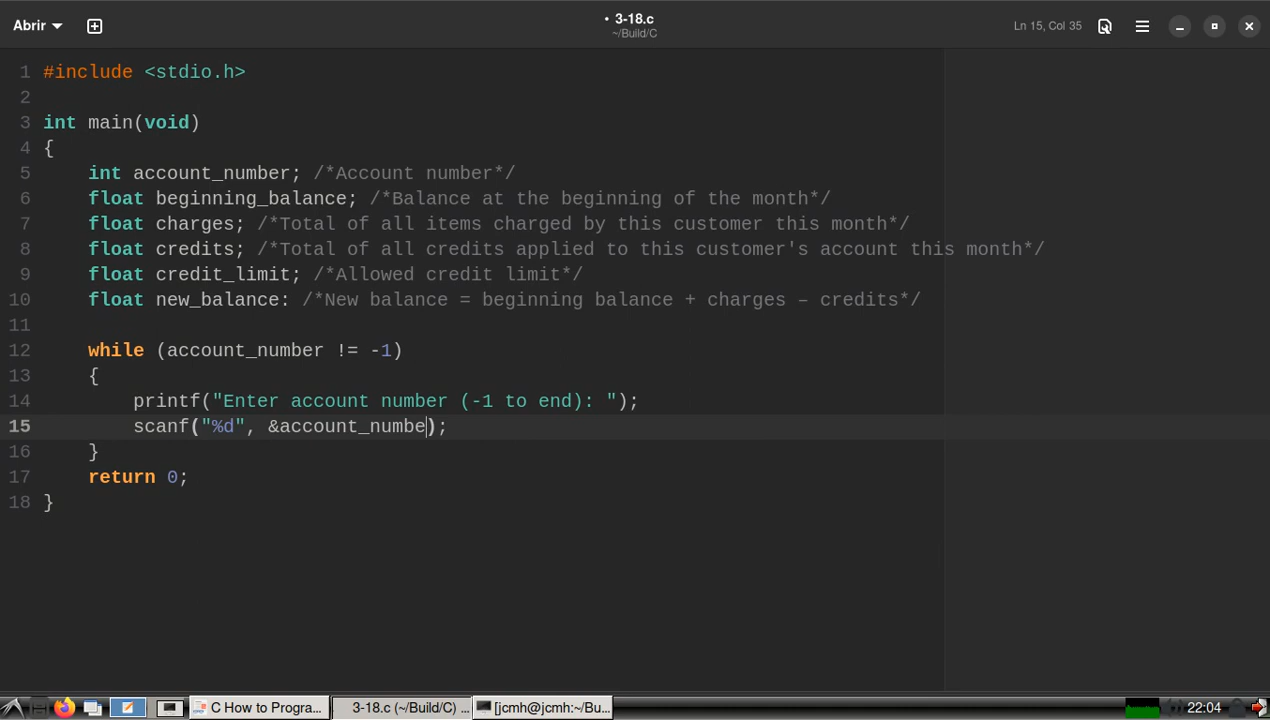 Abrir
• 3-18.c
~/Build/C
Ln 15, Col 35
1 #include <stdio.h>
2
3 int main(void)
4 {
5 int account_number; /*Account number*/
6 float beginning_balance; /*Balance at the beginning of the month*/
7 float charges; /*Total of all items charged by this customer this month*/
8 float credits; /*Total of all credits applied to this customer's account this month*/
9 float credit_limit; /*Allowed credit limit*/
10 float new_balance: /*New balance = beginning balance + charges – credits*/
11
12 while (account_number != -1)
13 {
14 printf("Enter account number (-1 to end): ");
15 scanf("%d", &account_numbe);
16 }
17 return 0;
18 }
C How to Progra...
3-18.c (~/Build/C) ...
[jcmh@jcmh:~/Bu...
22:04